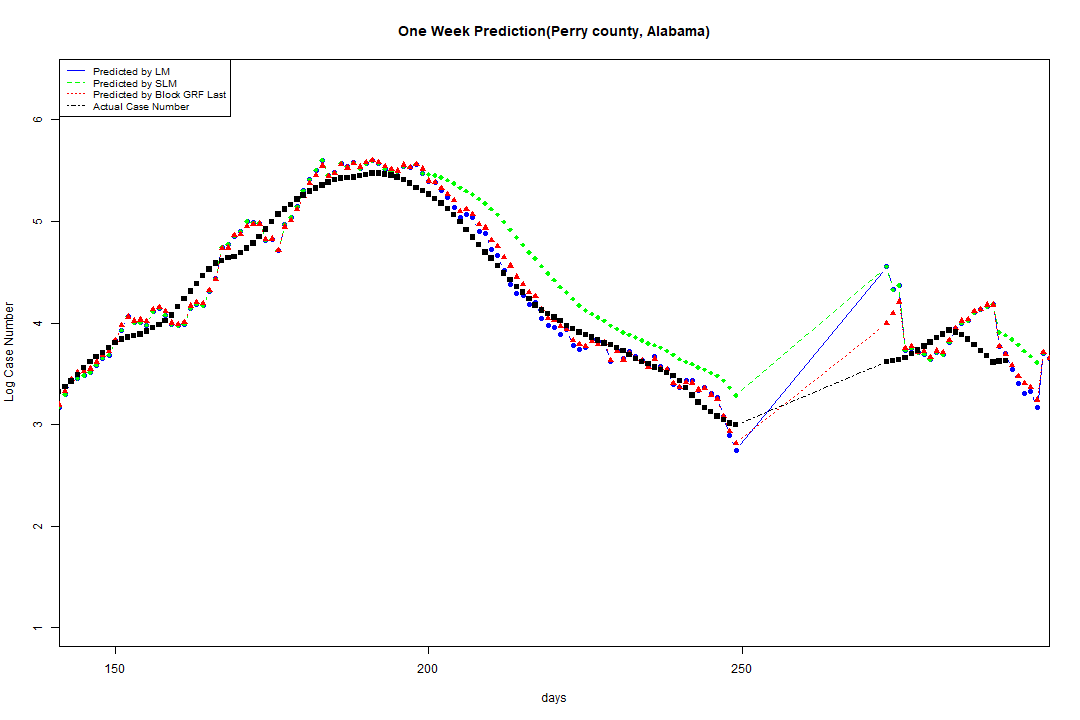 One Week Prediction(Perry county, Alabama)
Predicted by LM
Predicted by SLM
Predicted by Block GRF Last
Actual Case Number
6
5
4
3
2
1
Log Case Number
150 200 250
days